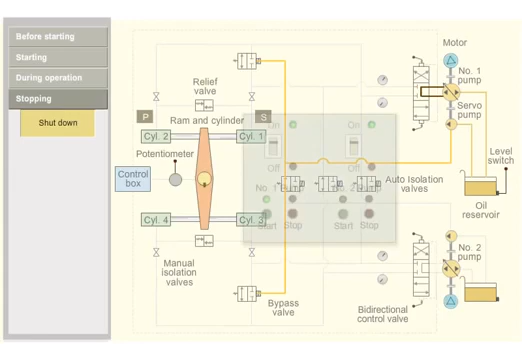 Before starting
Starting
During operation
Stopping
Shut down
Motor
No. 1
pump
Servo
pump
Level
switch
Oil
reservoir
No. 2
pump
Relief
valve
P
S
Ram and cylinder
Cyl. 2
Cyl. 1
Potentiometer
Control
box
Cyl. 4
Cyl. 3
Manual
isolation
valves
Bypass
valve
Bidirectional
control valve
Auto Isolation
valves
On
On
Off
Off
No. 1 Pump
Start
Stop
Start
Stop